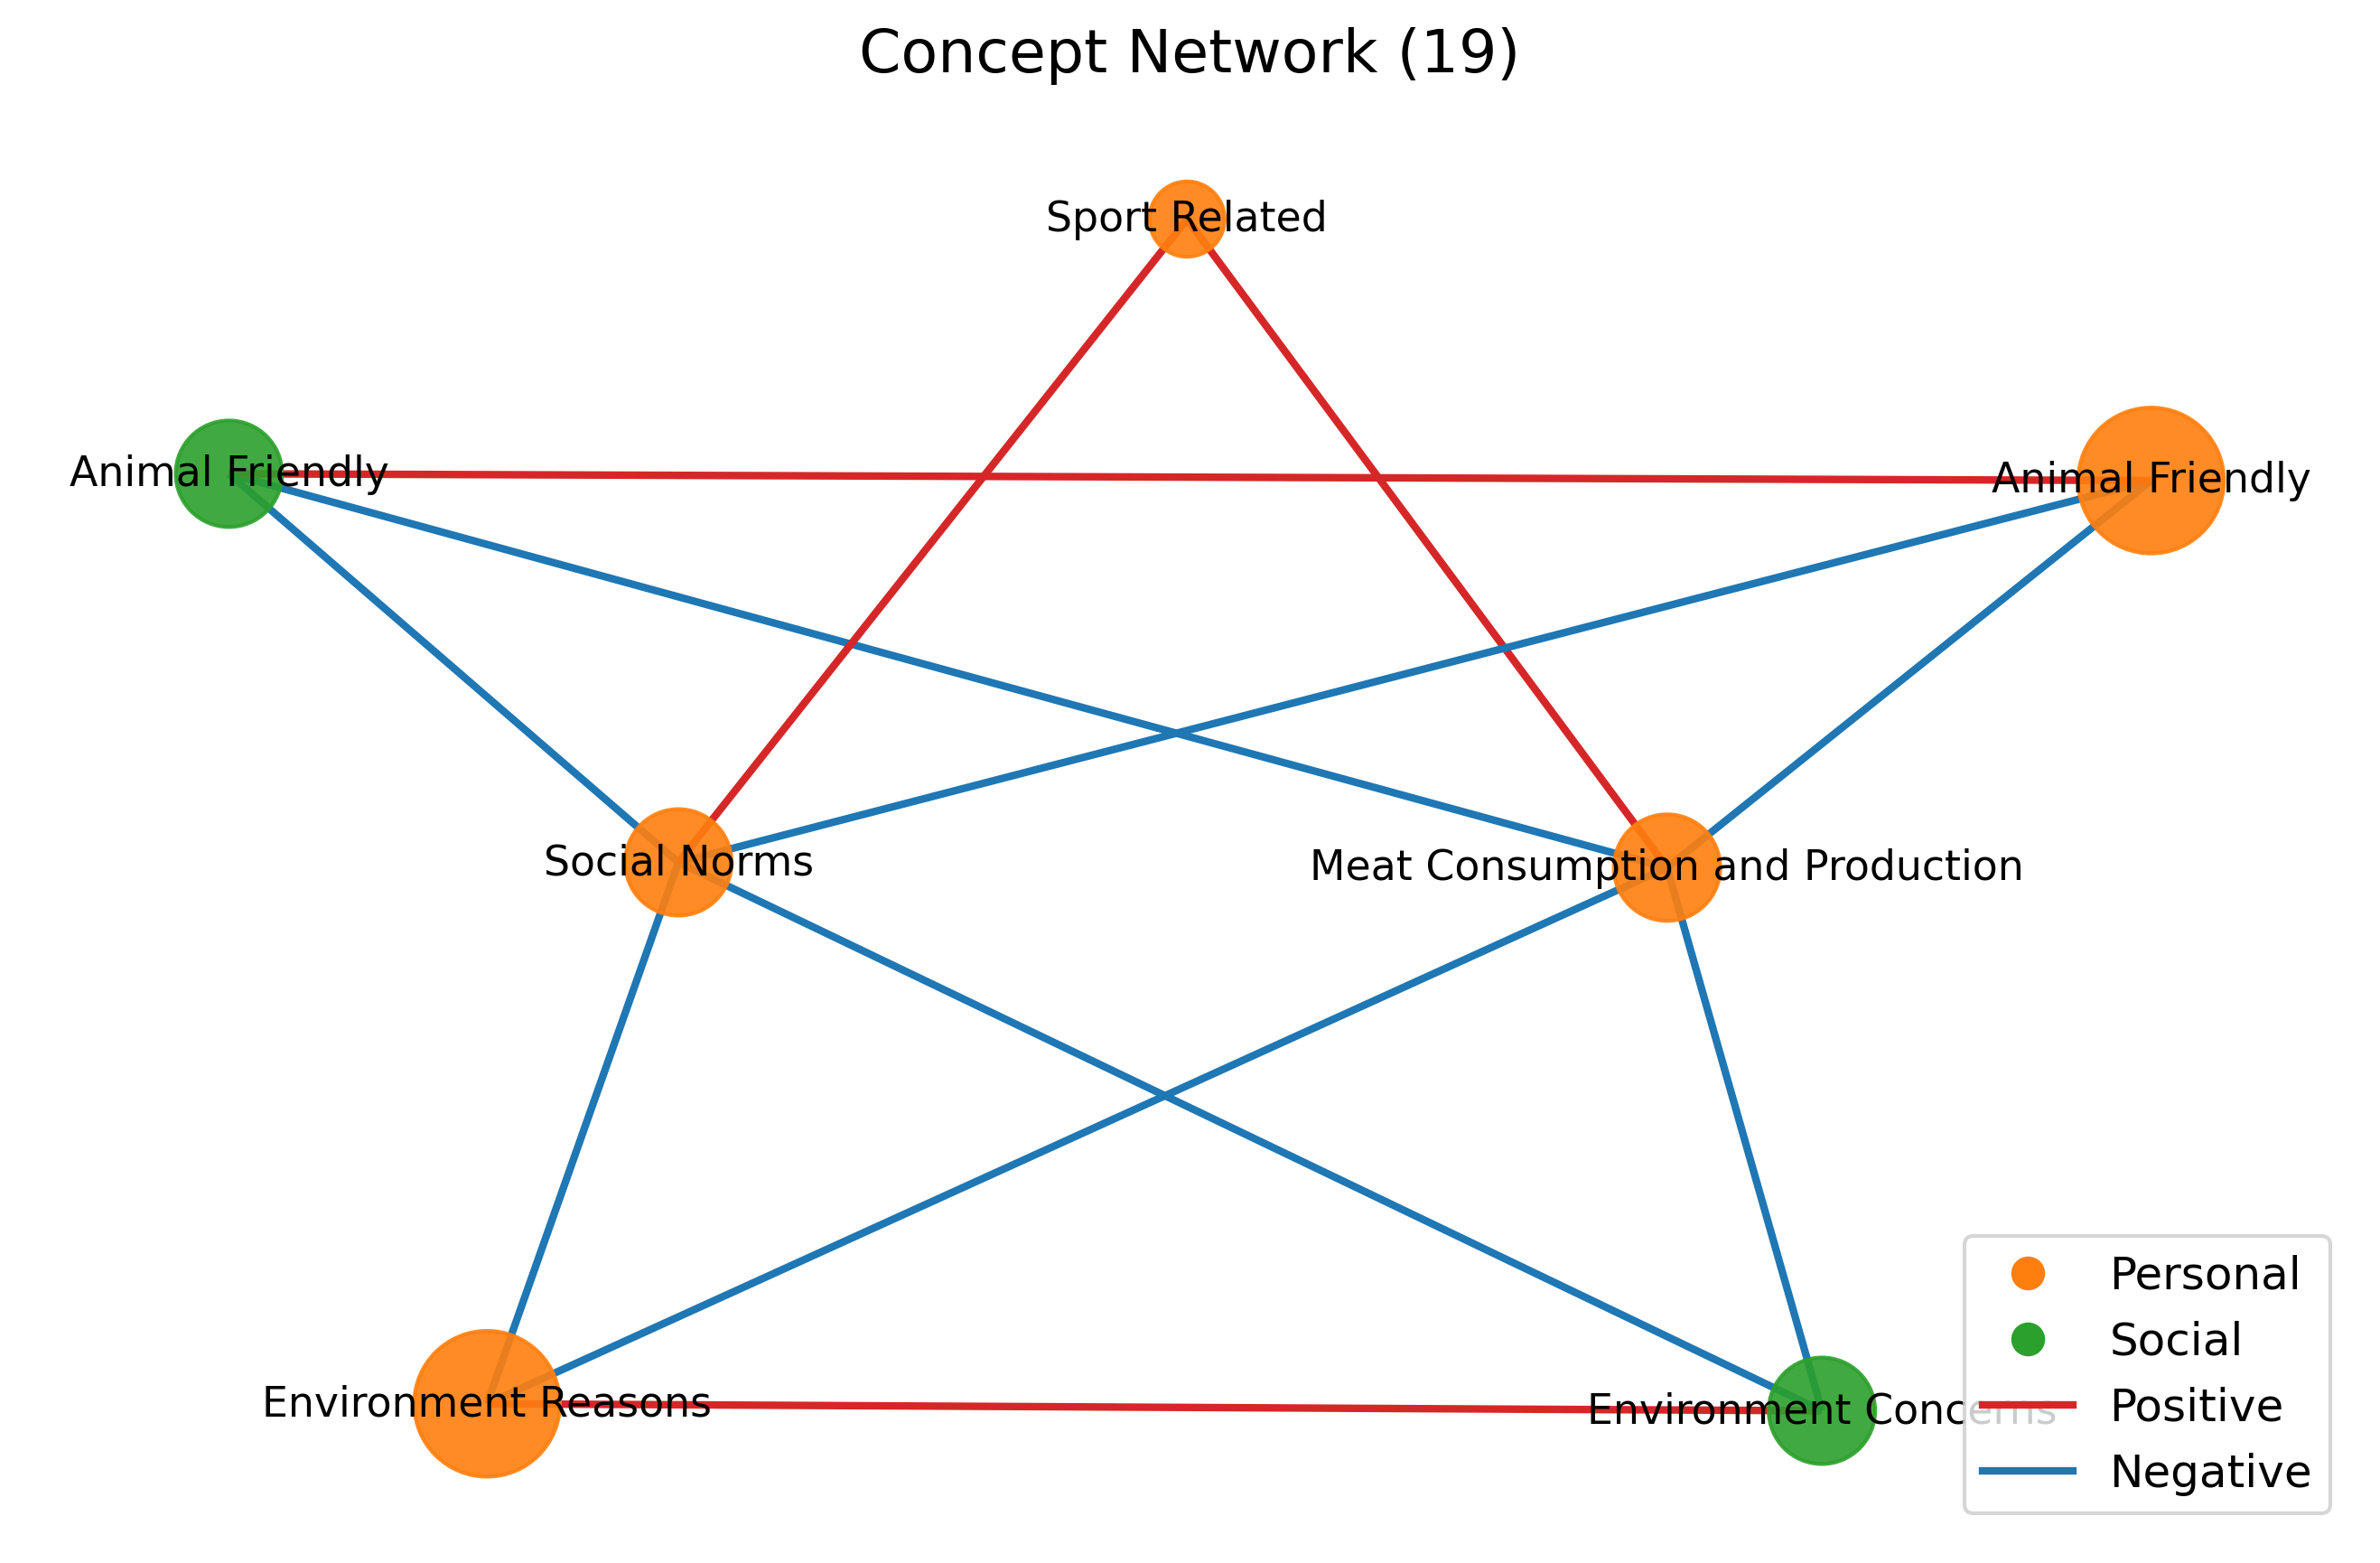 Concept Network (19)
Sport Related
Animal Friendly
Animal Friendly
Social Norms
Meat Consumption and Production
Environment Reasons
Environment Concerns
Personal
Social
Positive
Negative